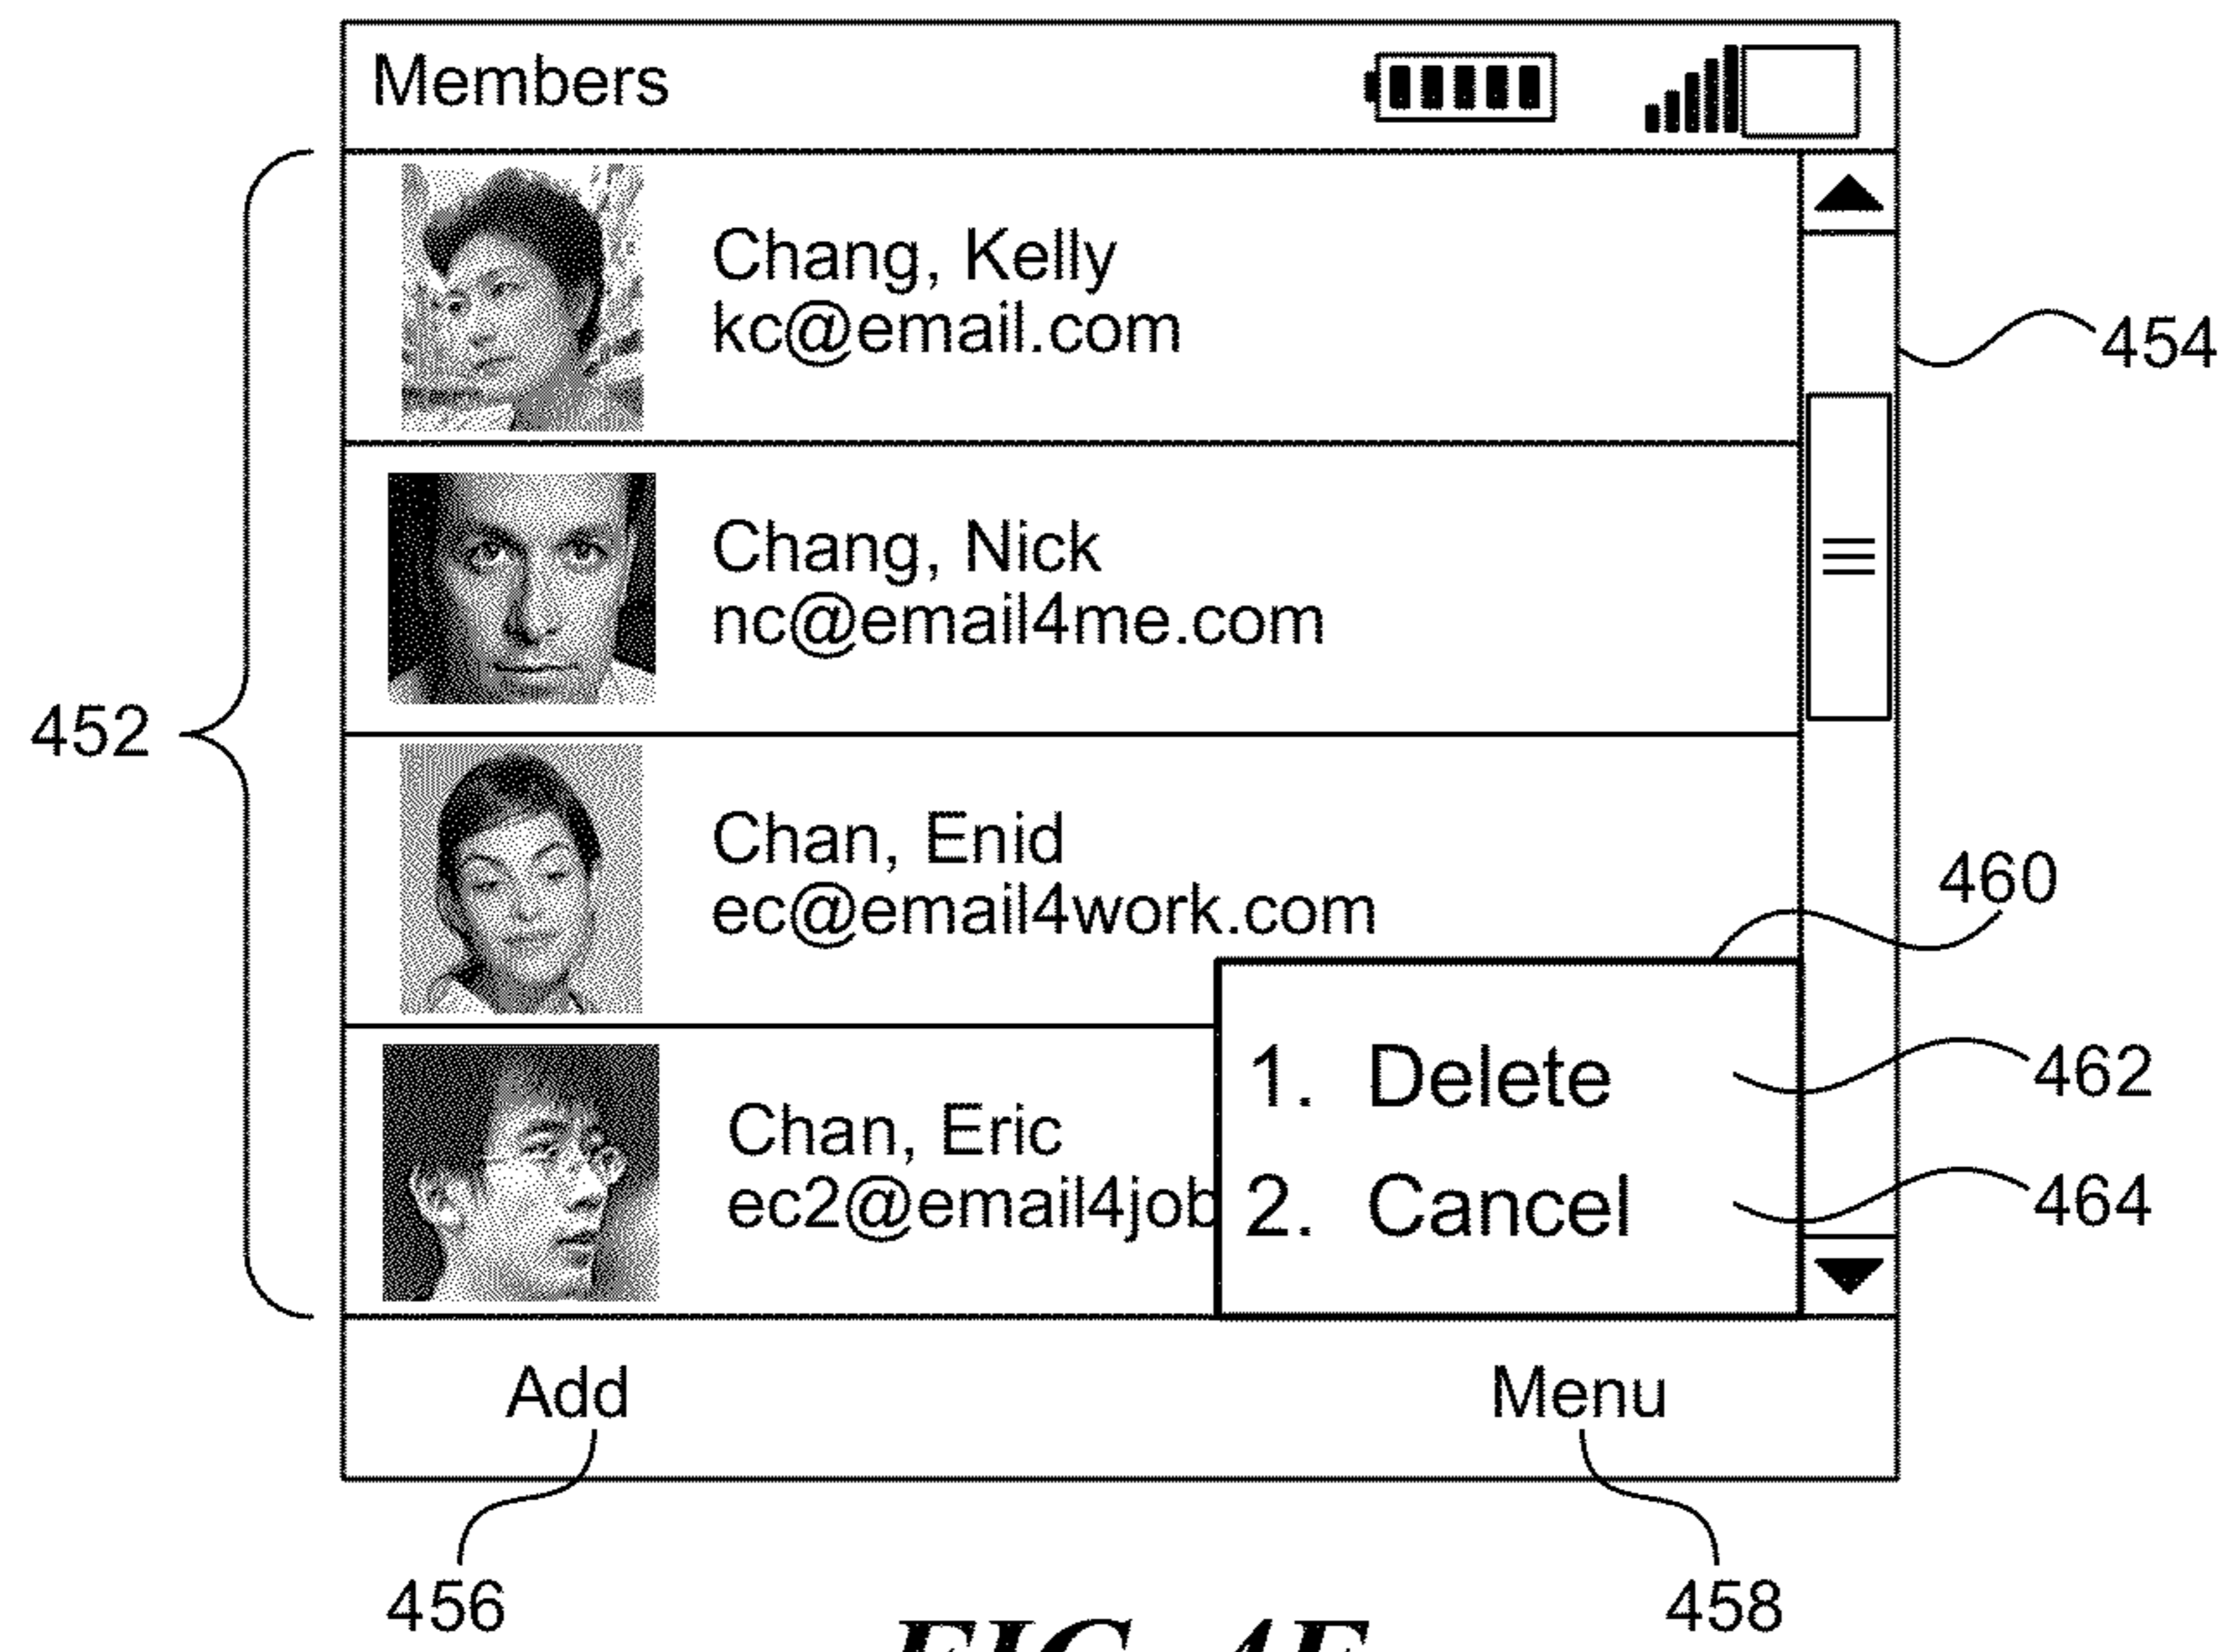 Members
Chang, Kelly
kc@email.com
454
Chang, Nick
nc@email4me.com
452
Chan, Enid
ec@email4work.com
460
1. Delete
462
Chan, Eric
ec2@email4job
2. Cancel
464
Add
Menu
456
458